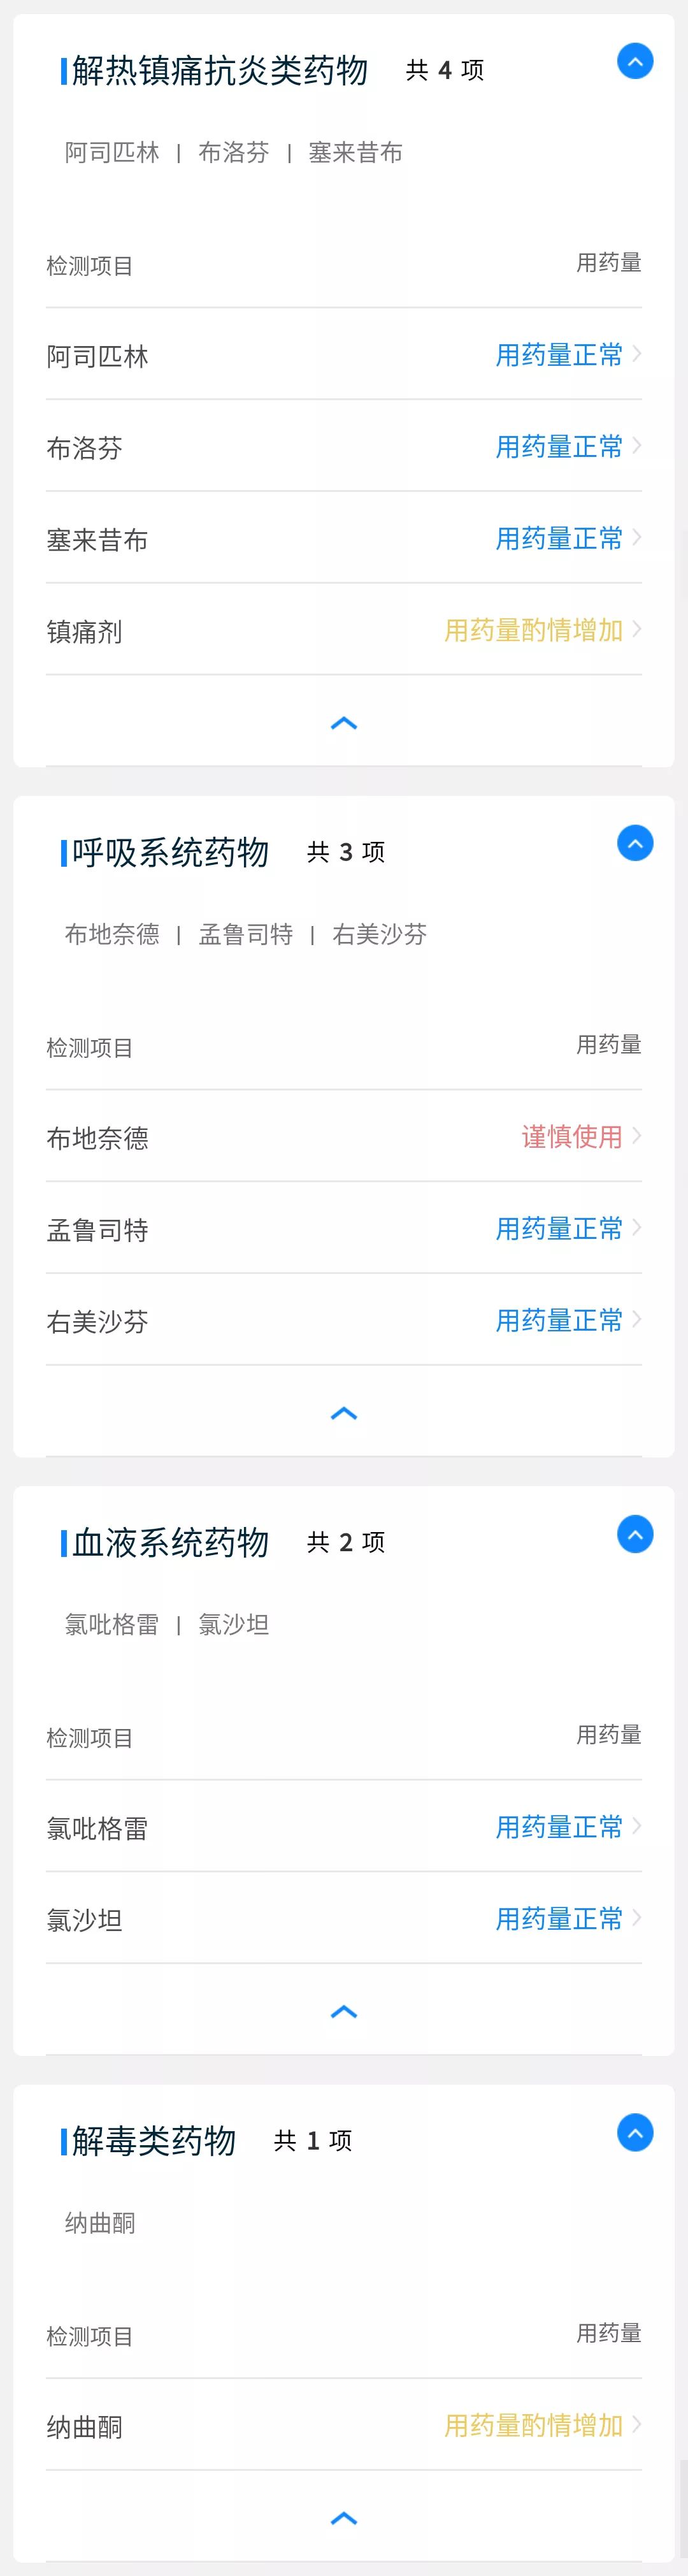 解热镇痛抗炎类药物 共 4 项
阿司匹林 | 布洛芬 | 塞来昔布
检测项目 用药量
阿司匹林 用药量正常
布洛芬 用药量正常
塞来昔布 用药量正常
镇痛剂 用药量酌情增加
呼吸系统药物 共 3 项
布地奈德 | 孟鲁司特 | 右美沙芬
检测项目 用药量
布地奈德 谨慎使用
孟鲁司特 用药量正常
右美沙芬 用药量正常
血液系统药物 共 2 项
氯吡格雷 | 氯沙坦
检测项目 用药量
氯吡格雷 用药量正常
氯沙坦 用药量正常
解毒类药物 共 1 项
纳曲酮
检测项目 用药量
纳曲酮 用药量酌情增加